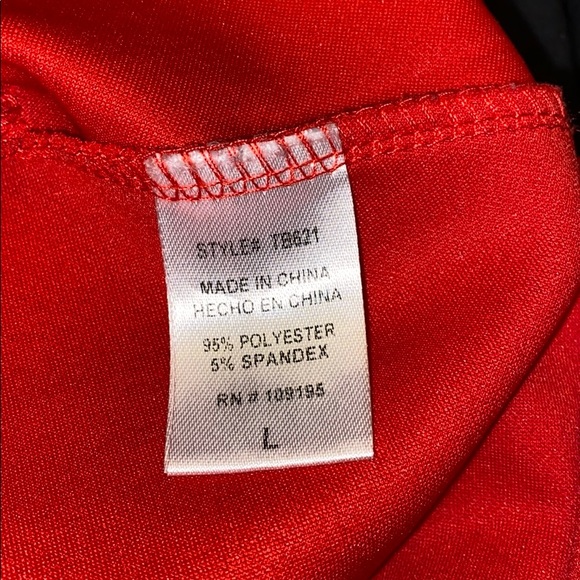 STYLE# TB621
MADE IN CHINA
HECHO EN CHINA
95% POLYESTER
5% SPANDEX
RN # 109195
L